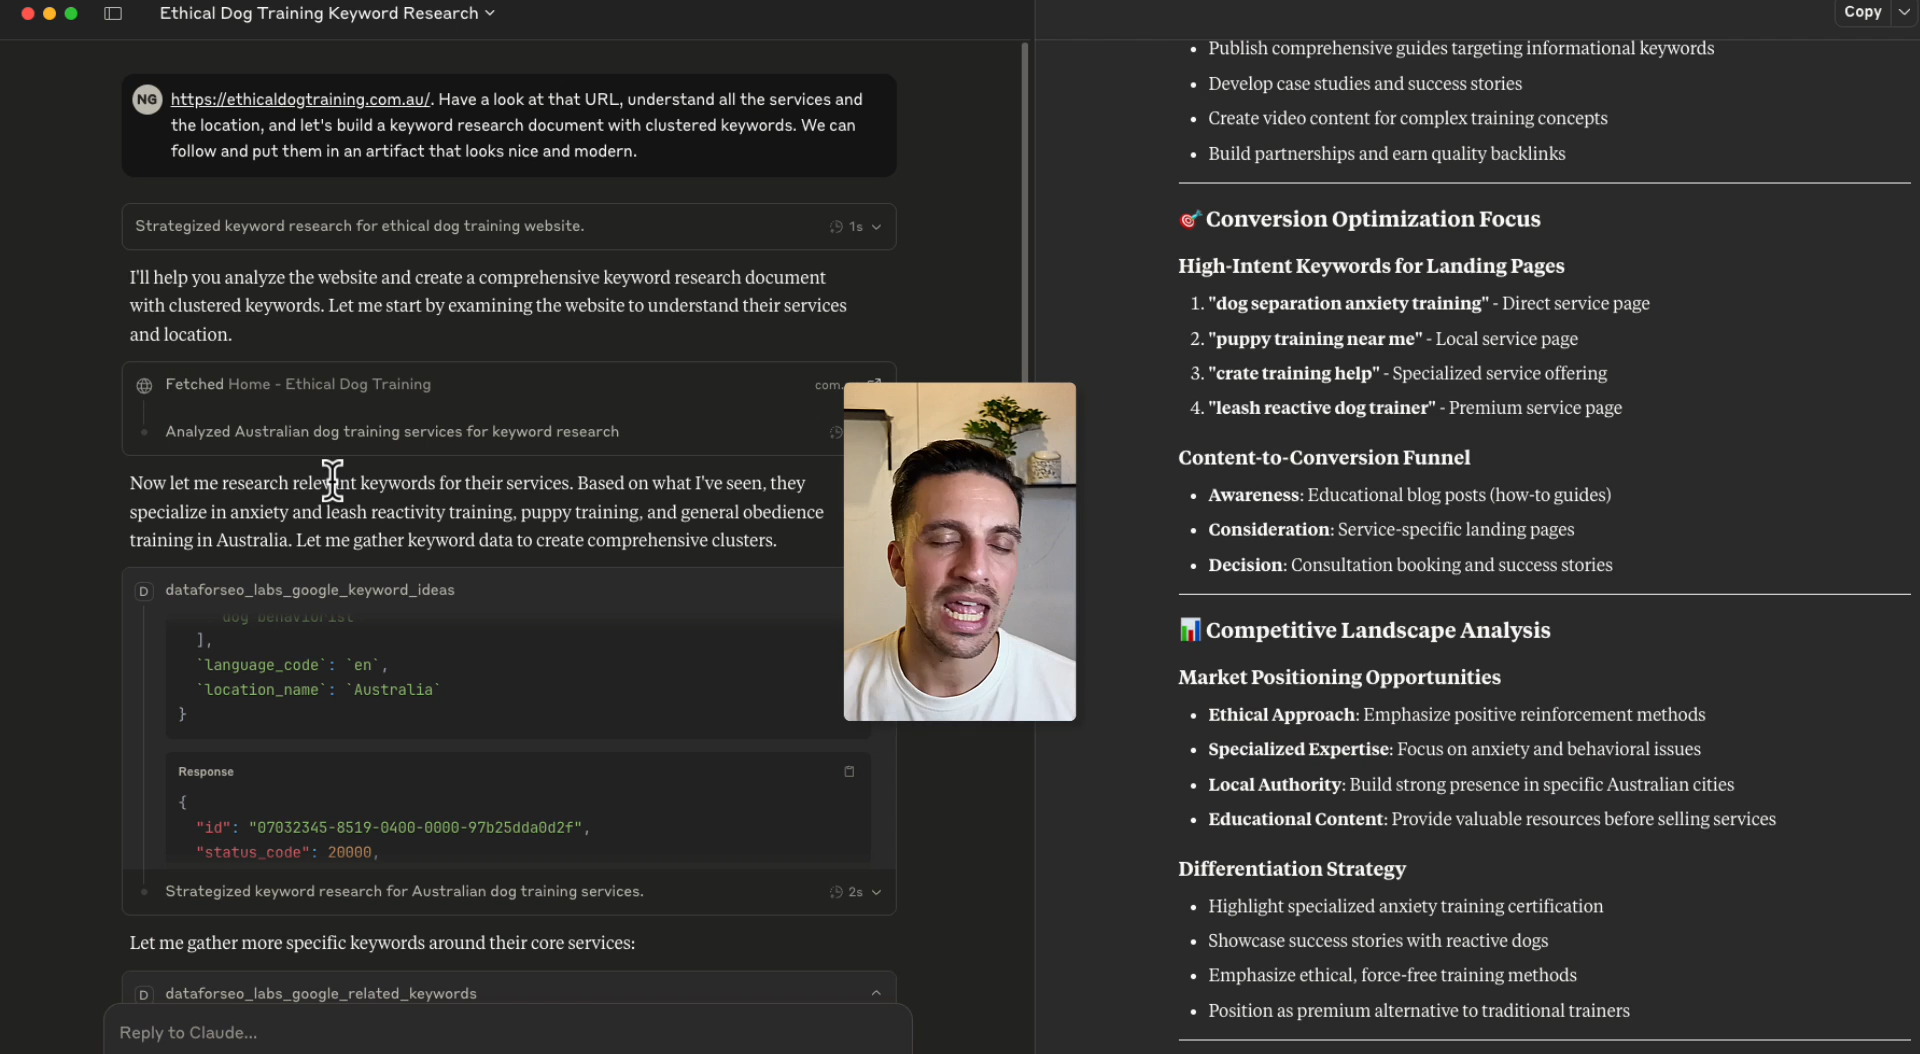 Ethical Dog Training Keyword Research
NG
https://ethicaldogtraining.com.au/. Have a look at that URL, understand all the services and
the location, and let's build a keyword research document with clustered keywords. We can
follow and put them in an artifact that looks nice and modern.
Strategized keyword research for ethical dog training website.
1s
I'll help you analyze the website and create a comprehensive keyword research document
with clustered keywords. Let me start by examining the website to understand their services
and location.
Fetched Home - Ethical Dog Training
com.
Analyzed Australian dog training services for keyword research
Now let me research relevant keywords for their services. Based on what I've seen, they
specialize in anxiety and leash reactivity training, puppy training, and general obedience
training in Australia. Let me gather keyword data to create comprehensive clusters.
D dataforseo_labs_google_keyword_ideas
`dog behaviorist`
],
`language_code`: `en`,
`location_name`: `Australia`
}
Response
{
"id": "07032345-8519-0400-0000-97b25dda0d2f",
"status_code": 20000,
Strategized keyword research for Australian dog training services.
2s
Let me gather more specific keywords around their core services:
D dataforseo_labs_google_related_keywords
Reply to Claude...
Copy
• Publish comprehensive guides targeting informational keywords
• Develop case studies and success stories
• Create video content for complex training concepts
• Build partnerships and earn quality backlinks
🎯 Conversion Optimization Focus
High-Intent Keywords for Landing Pages
1. "dog separation anxiety training" - Direct service page
2. "puppy training near me" - Local service page
3. "crate training help" - Specialized service offering
4. "leash reactive dog trainer" - Premium service page
Content-to-Conversion Funnel
• Awareness: Educational blog posts (how-to guides)
• Consideration: Service-specific landing pages
• Decision: Consultation booking and success stories
📊 Competitive Landscape Analysis
Market Positioning Opportunities
• Ethical Approach: Emphasize positive reinforcement methods
• Specialized Expertise: Focus on anxiety and behavioral issues
• Local Authority: Build strong presence in specific Australian cities
• Educational Content: Provide valuable resources before selling services
Differentiation Strategy
• Highlight specialized anxiety training certification
• Showcase success stories with reactive dogs
• Emphasize ethical, force-free training methods
• Position as premium alternative to traditional trainers